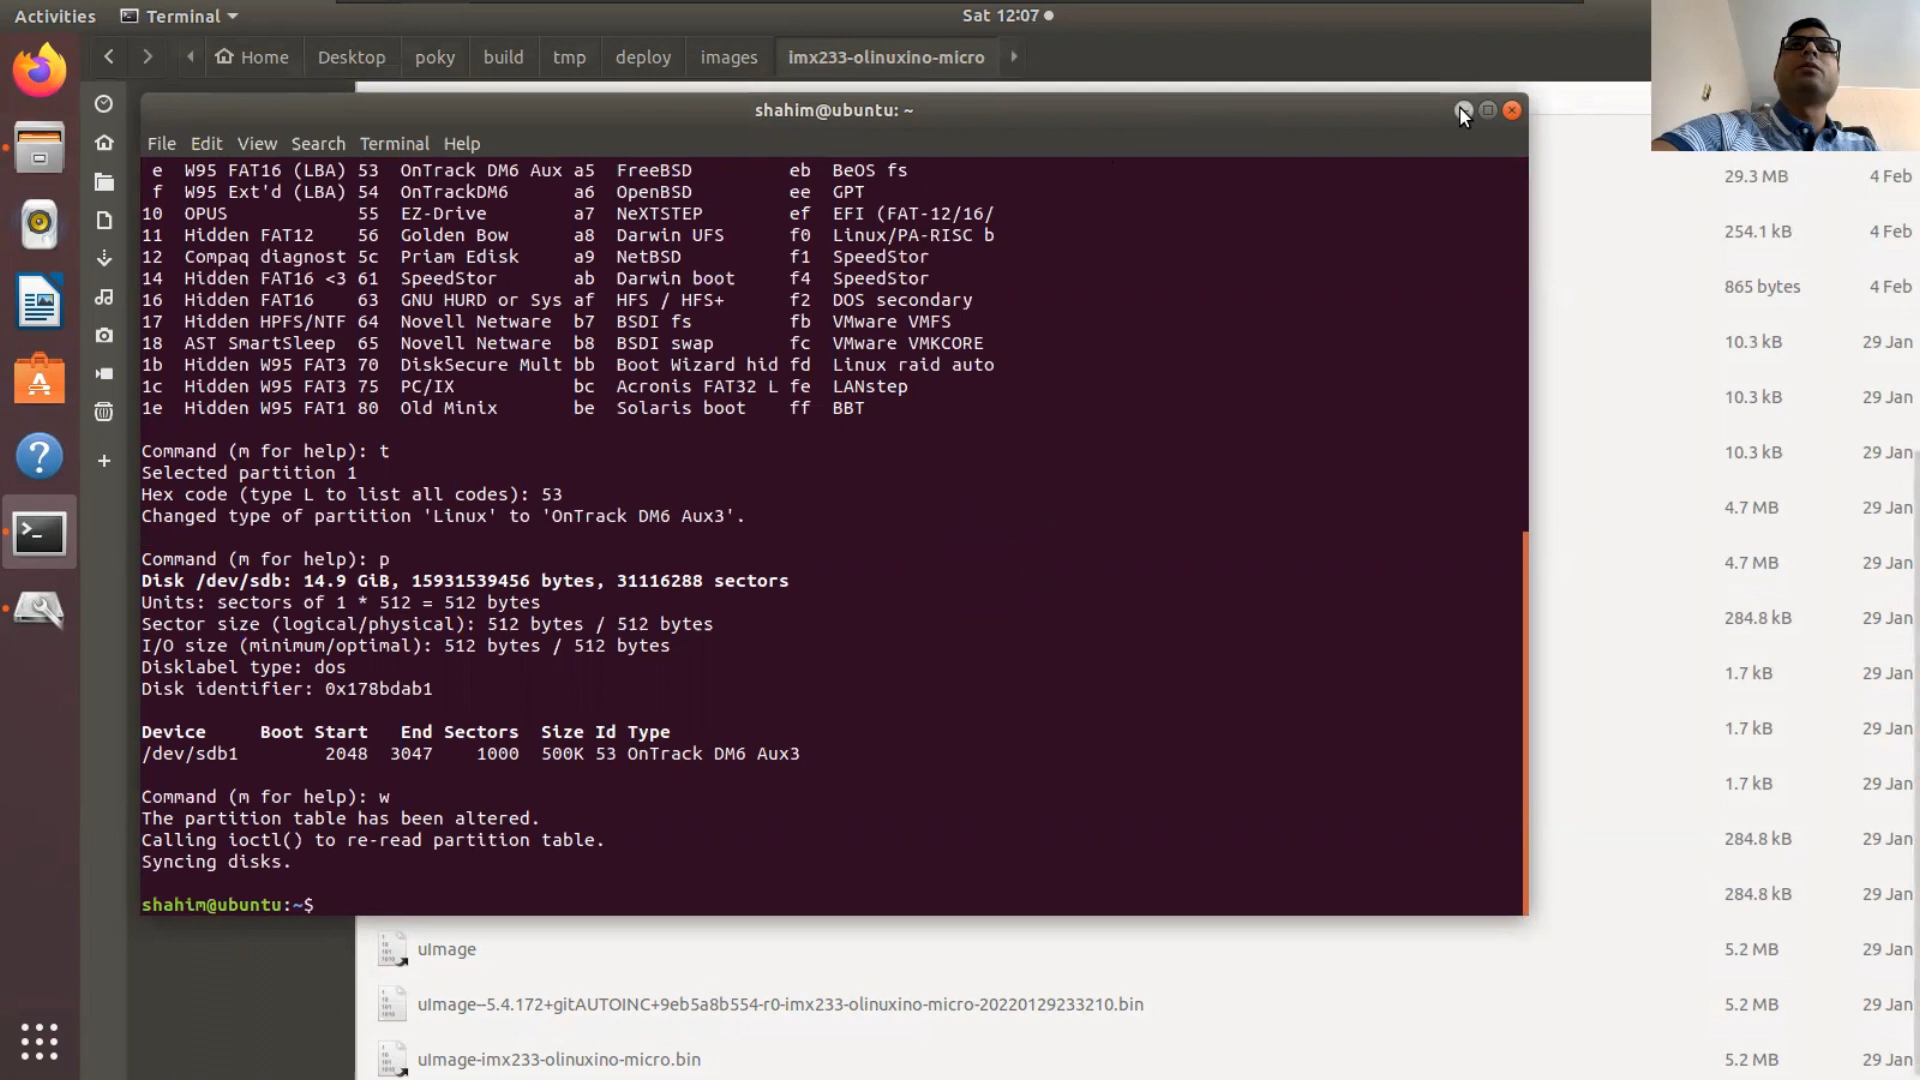 Activities Terminal Sat 12:07
Home Desktop poky build tmp deploy images imx233-olinuxino-micro
shahim@ubuntu: ~
File Edit View Search Terminal Help
e W95 FAT16 (LBA) 53 OnTrack DM6 Aux a5 FreeBSD eb BeOS fs
f W95 Ext'd (LBA) 54 OnTrackDM6 a6 OpenBSD ee GPT
10 OPUS 55 EZ-Drive a7 NeXTSTEP ef EFI (FAT-12/16/
11 Hidden FAT12 56 Golden Bow a8 Darwin UFS f0 Linux/PA-RISC b
12 Compaq diagnost 5c Priam Edisk a9 NetBSD f1 SpeedStor
14 Hidden FAT16 <3 61 SpeedStor ab Darwin boot f4 SpeedStor
16 Hidden FAT16 63 GNU HURD or Sys af HFS / HFS+ f2 DOS secondary
17 Hidden HPFS/NTF 64 Novell Netware b7 BSDI fs fb VMware VMFS
18 AST SmartSleep 65 Novell Netware b8 BSDI swap fc VMware VMKCORE
1b Hidden W95 FAT3 70 DiskSecure Mult bb Boot Wizard hid fd Linux raid auto
1c Hidden W95 FAT3 75 PC/IX bc Acronis FAT32 L fe LANstep
1e Hidden W95 FAT1 80 Old Minix be Solaris boot ff BBT
Command (m for help): t
Selected partition 1
Hex code (type L to list all codes): 53
Changed type of partition 'Linux' to 'OnTrack DM6 Aux3'.
Command (m for help): p
Disk /dev/sdb: 14.9 GiB, 15931539456 bytes, 31116288 sectors
Units: sectors of 1 * 512 = 512 bytes
Sector size (logical/physical): 512 bytes / 512 bytes
I/O size (minimum/optimal): 512 bytes / 512 bytes
Disklabel type: dos
Disk identifier: 0x178bdab1
Device Boot Start End Sectors Size Id Type
/dev/sdb1 2048 3047 1000 500K 53 OnTrack DM6 Aux3
Command (m for help): w
The partition table has been altered.
Calling ioctl() to re-read partition table.
Syncing disks.
shahim@ubuntu:~$
29.3 MB 4 Feb
254.1 kB 4 Feb
865 bytes 4 Feb
10.3 kB 29 Jan
10.3 kB 29 Jan
10.3 kB 29 Jan
4.7 MB 29 Jan
4.7 MB 29 Jan
284.8 kB 29 Jan
1.7 kB 29 Jan
1.7 kB 29 Jan
1.7 kB 29 Jan
284.8 kB 29 Jan
284.8 kB 29 Jan
uImage 5.2 MB 29 Jan
uImage--5.4.172+gitAUTOINC+9eb5a8b554-r0-imx233-olinuxino-micro-20220129233210.bin 5.2 MB 29 Jan
uImage-imx233-olinuxino-micro.bin 5.2 MB 29 Jan